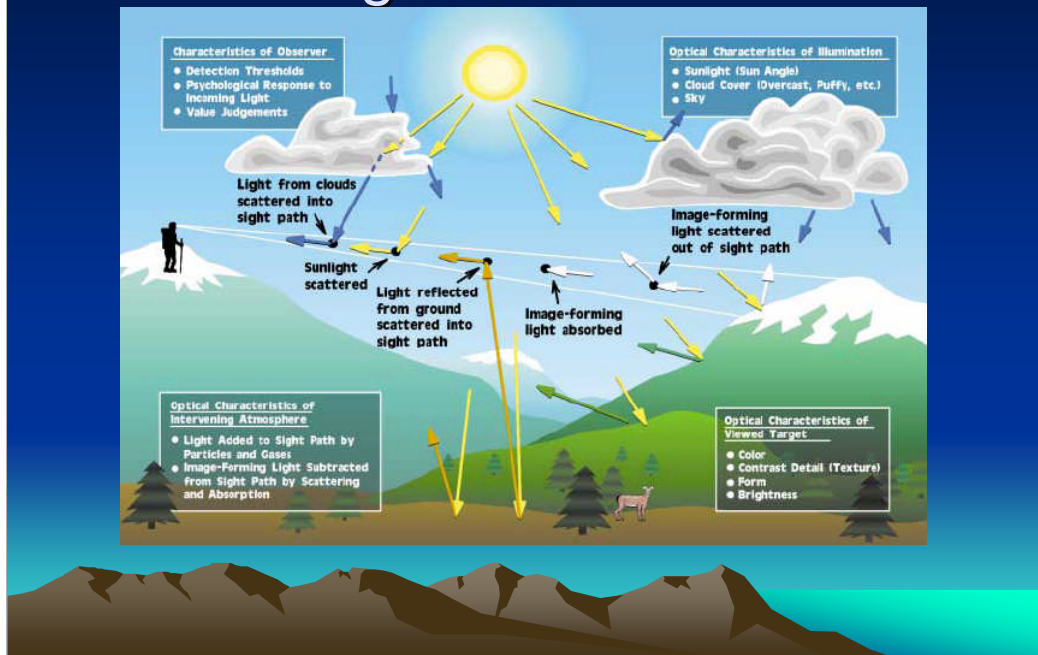 Characteristics of Observer
● Detection Thresholds
● Psychological Response to
Incoming Light
● Value Judgements
Optical Characteristics of Illumination
● Sunlight (Sun Angle)
● Cloud Cover (Overcast, Puffy, etc.)
● Sky
Light from clouds
scattered into
sight path
Sunlight
scattered
Light reflected
from ground
scattered into
sight path
Image-forming
light absorbed
Image-forming
light scattered
out of sight path
Optical Characteristics of
Intervening Atmosphere
● Light Added to Sight Path by
Particles and Gases
● Image-Forming Light Subtracted
from Sight Path by Scattering
and Absorption
Optical Characteristics of
Viewed Target
● Color
● Contrast Detail (Texture)
● Form
● Brightness